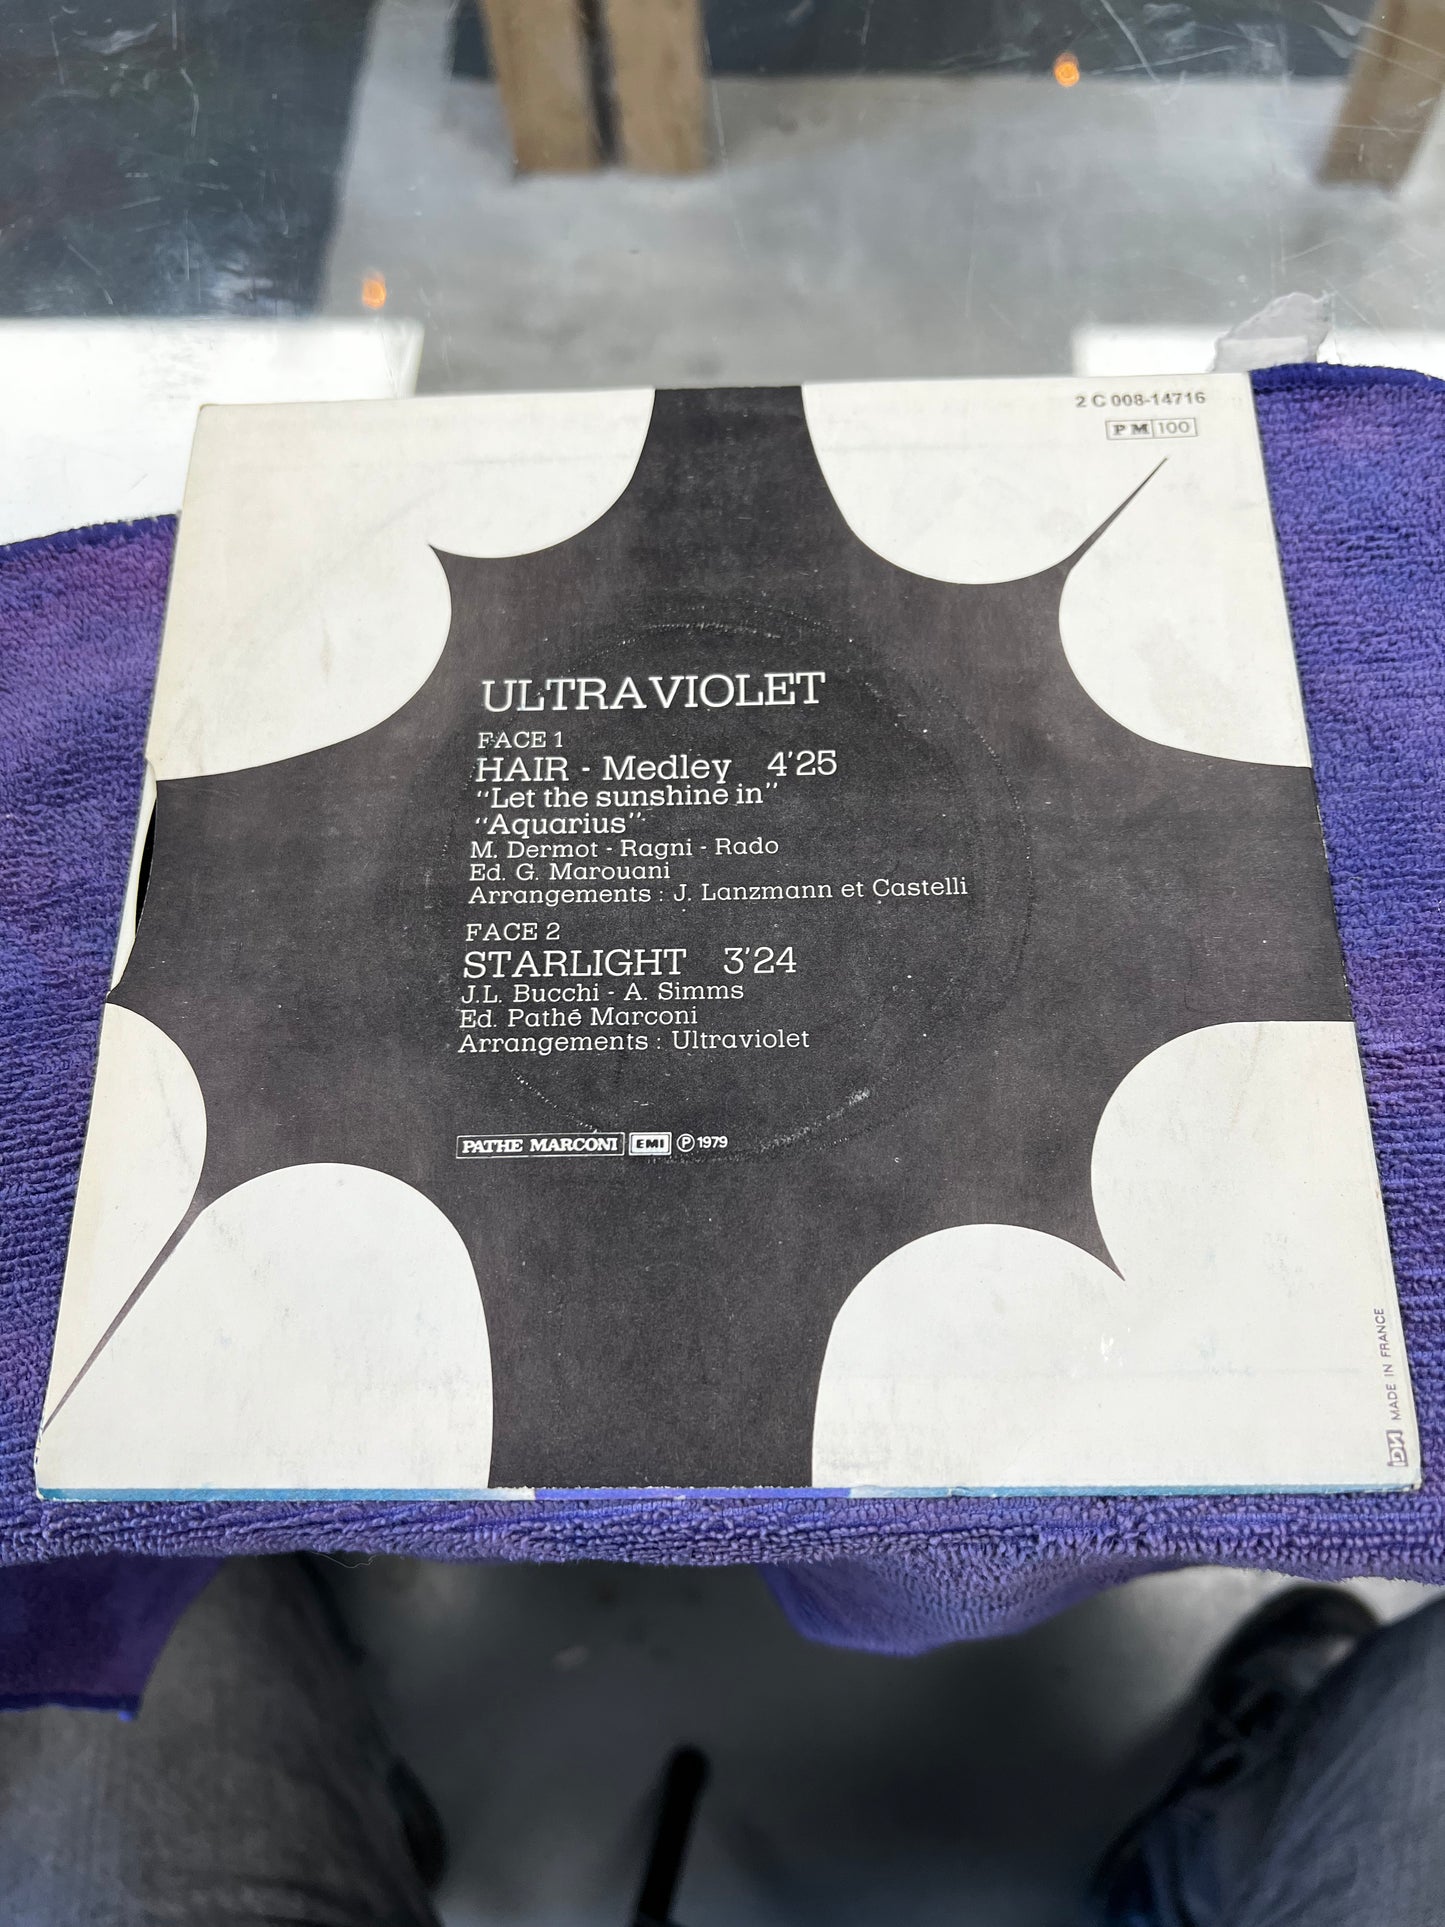 2 C 008-14716
PM 100
ULTRAVIOLET
FACE 1
HAIR - Medley 4'25
"Let the sunshine in"
"Aquarius"
M. Dermot - Ragni - Rado
Ed. G. Marouani
Arrangements : J. Lanzmann et Castelli
FACE 2
STARLIGHT 3'24
J.L. Bucchi - A. Simms
Ed. Pathé Marconi
Arrangements : Ultraviolet
PATHE MARCONI EMI ℗ 1979
MADE IN FRANCE